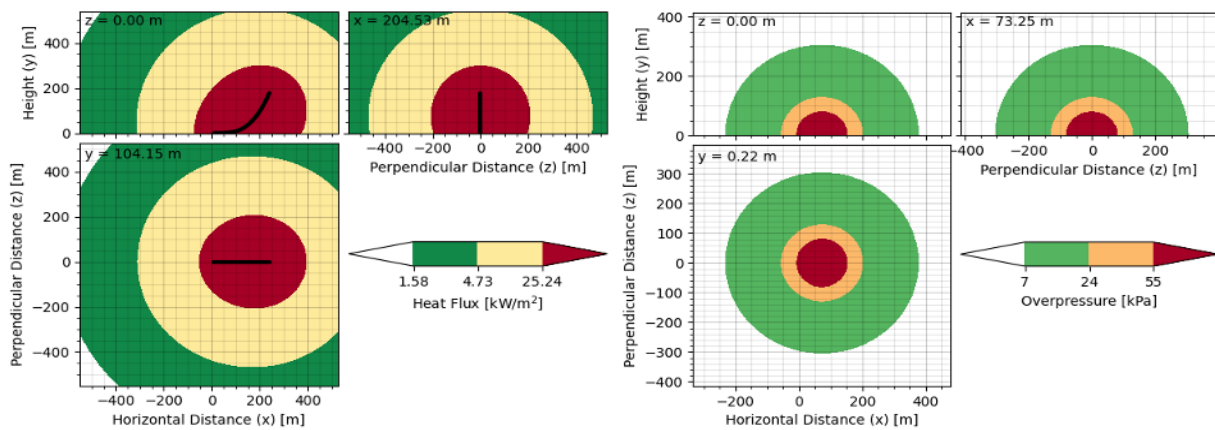 z = 0.00 m
x = 204.53 m
Height (y) [m]
400
200
0
Perpendicular Distance (z) [m]
−400 −200 0 200 400
y = 104.15 m
Perpendicular Distance (z) [m]
400
200
0
−200
−400
−400 −200 0 200 400
Horizontal Distance (x) [m]
1.58 4.73 25.24
Heat Flux [kW/m²]
z = 0.00 m
x = 73.25 m
Height (y) [m]
400
200
0
−400 −200 0 200
Perpendicular Distance (z) [m]
y = 0.22 m
Perpendicular Distance (z) [m]
300
200
100
0
−100
−200
−300
−400
−200 0 200 400
Horizontal Distance (x) [m]
7 24 55
Overpressure [kPa]